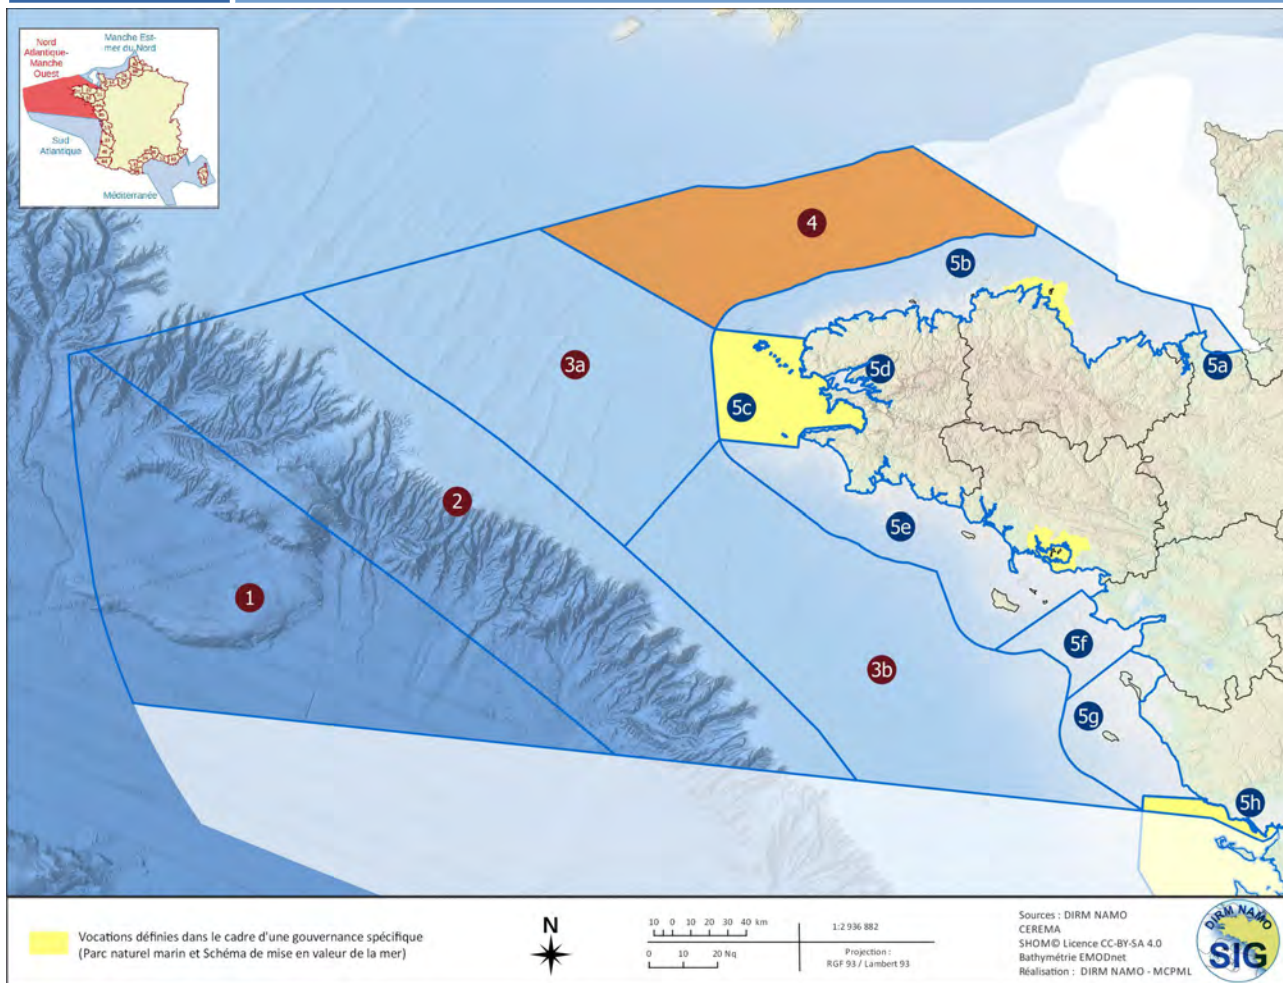 Nord
Atlantique-
Manche
Ouest
Manche Est-
mer du Nord
Sud
Atlantique
Méditerranée
4
5b
3a
5d
5a
5c
2
5e
1
5f
3b
5g
5h
Vocations définies dans le cadre d'une gouvernance spécifique
(Parc naturel marin et Schéma de mise en valeur de la mer)
N
10 0 10 20 30 40 km
0 10 20 Nq
1:2 936 882
Projection :
RGF 93 / Lambert 93
Sources : DIRM NAMO
CEREMA
SHOM© Licence CC-BY-SA 4.0
Bathymétrie EMODnet
Réalisation : DIRM NAMO - MCPML
DIRM NAMO
SIG